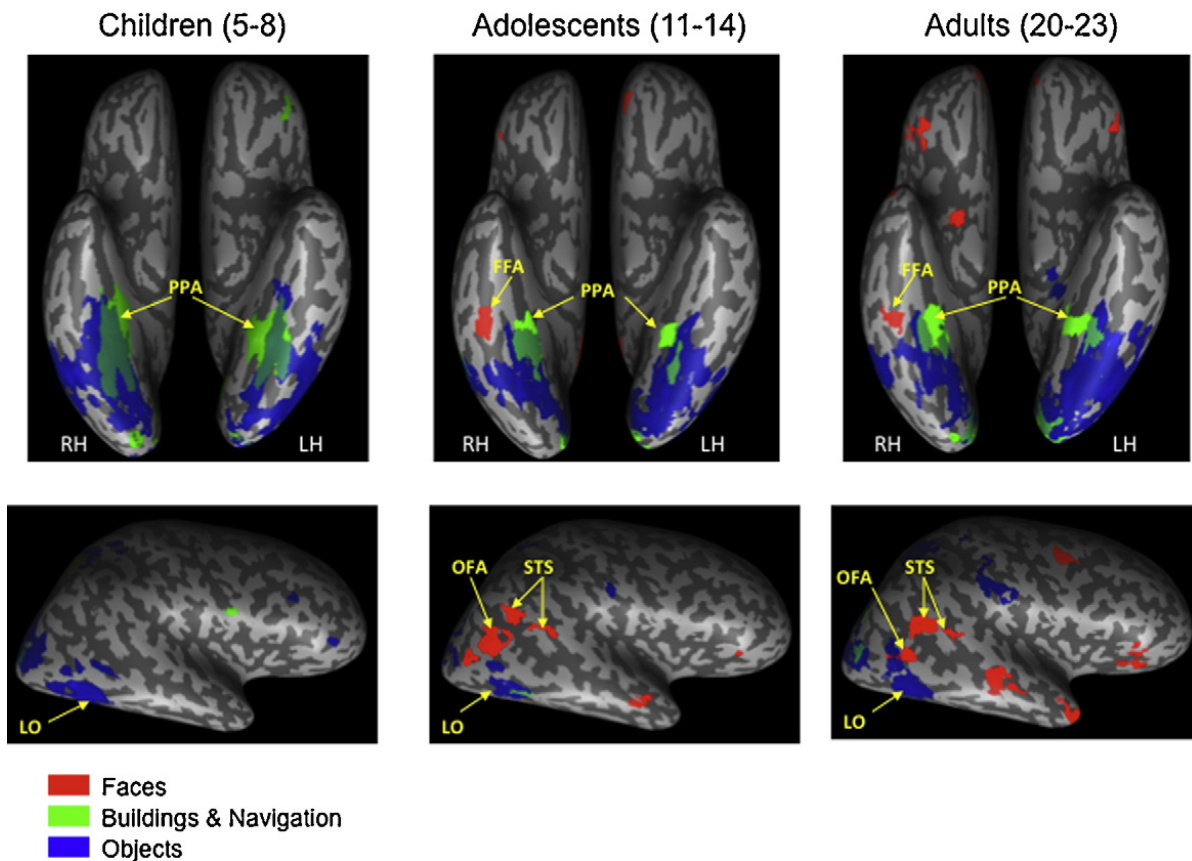 Children (5-8)
Adolescents (11-14)
Adults (20-23)
PPA
RH
LH
FFA
PPA
RH
LH
FFA
PPA
RH
LH
LO
OFA
STS
LO
OFA
STS
LO
Faces
Buildings & Navigation
Objects